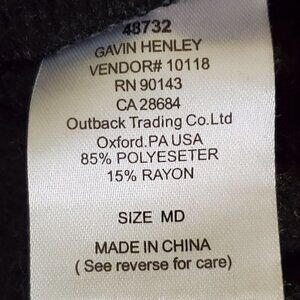 48732
GAVIN HENLEY
VENDOR# 10118
RN 90143
CA 28684
Outback Trading Co.Ltd
Oxford.PA USA
85% POLYESETER
15% RAYON
SIZE MD
MADE IN CHINA
( See reverse for care)